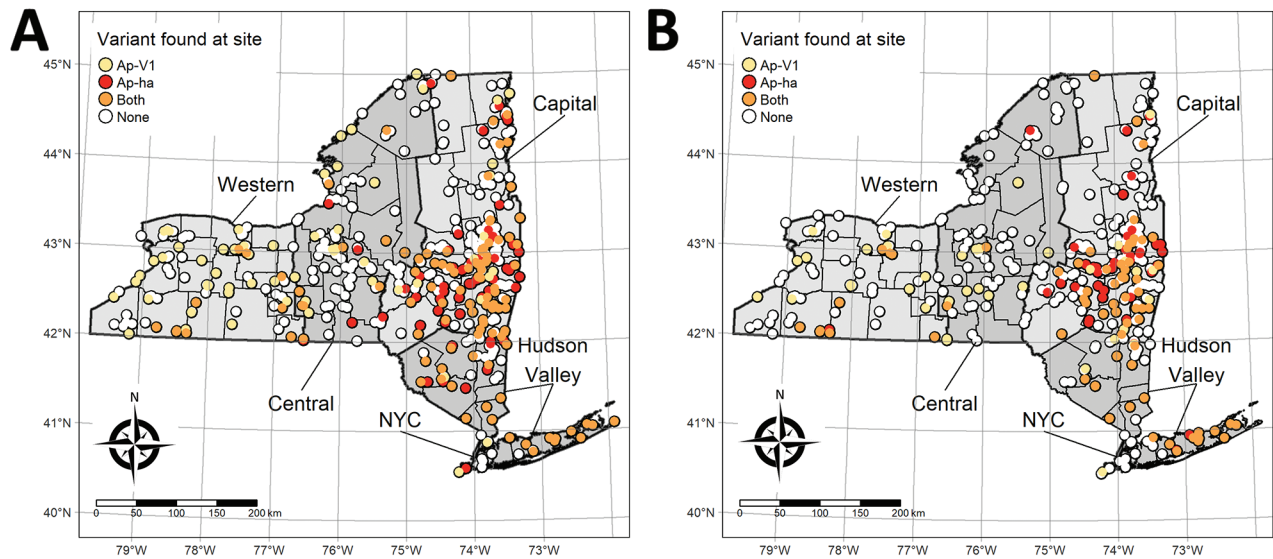 A
Variant found at site
Ap-V1
Ap-ha
Both
None
Capital
Western
Hudson
Valley
Central
NYC
N
0 50 100 150 200 km
45°N
44°N
43°N
42°N
41°N
40°N
79°W 78°W 77°W 76°W 75°W 74°W 73°W
B
Variant found at site
Ap-V1
Ap-ha
Both
None
Capital
Western
Hudson
Valley
Central
NYC
N
0 50 100 150 200 km
45°N
44°N
43°N
42°N
41°N
40°N
79°W 78°W 77°W 76°W 75°W 74°W 73°W